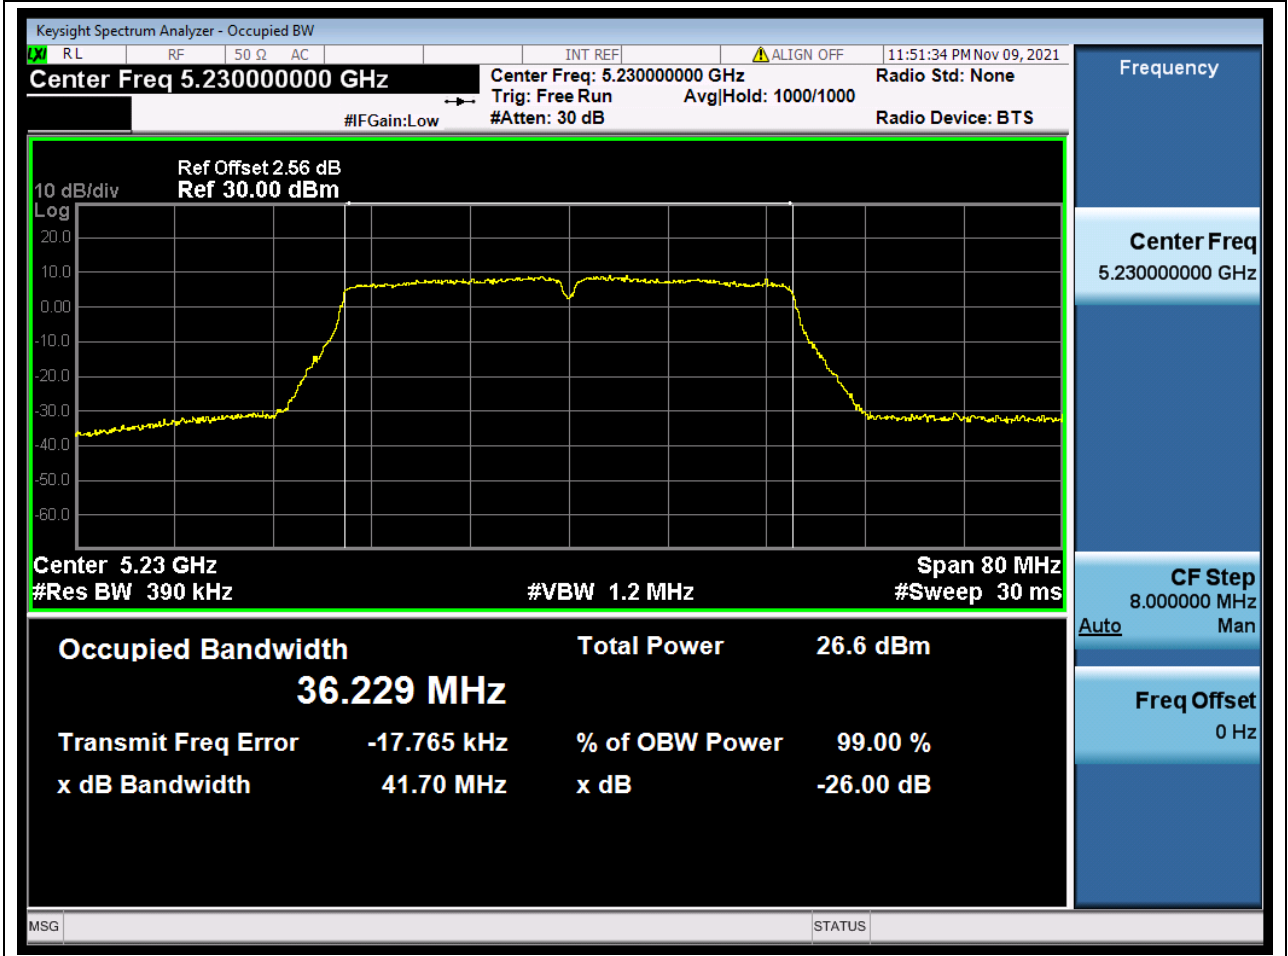 Keysight Spectrum Analyzer - Occupied BW
LXI RL RF 50 Ω AC INT REF ALIGN OFF 11:51:34 PM Nov 09, 2021
Center Freq 5.230000000 GHz
Center Freq: 5.230000000 GHz Radio Std: None
Trig: Free Run Avg|Hold: 1000/1000
#IFGain:Low #Atten: 30 dB Radio Device: BTS
Ref Offset 2.56 dB
10 dB/div Ref 30.00 dBm
Log
20.0
10.0
0.00
-10.0
-20.0
-30.0
-40.0
-50.0
-60.0
Center 5.23 GHz Span 80 MHz
#Res BW 390 kHz #VBW 1.2 MHz #Sweep 30 ms
Occupied Bandwidth Total Power 26.6 dBm
36.229 MHz
Transmit Freq Error -17.765 kHz % of OBW Power 99.00 %
x dB Bandwidth 41.70 MHz x dB -26.00 dB
Frequency
Center Freq
5.230000000 GHz
CF Step
8.000000 MHz
Auto Man
Freq Offset
0 Hz
MSG STATUS